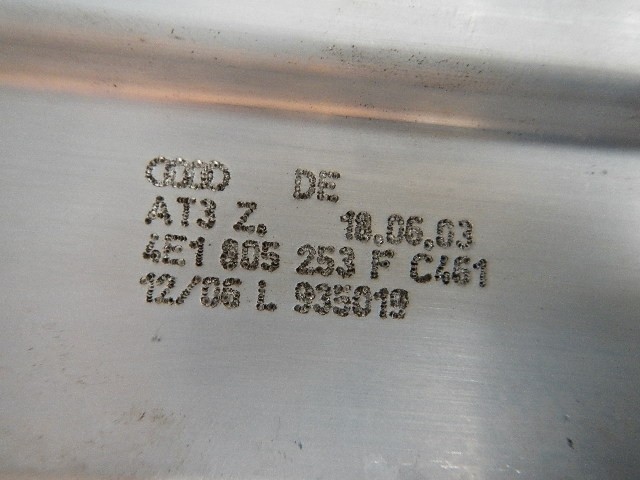 DE
AT3 Z. 18.06.03
4E1 805 253 F C461
12/06 L 935019